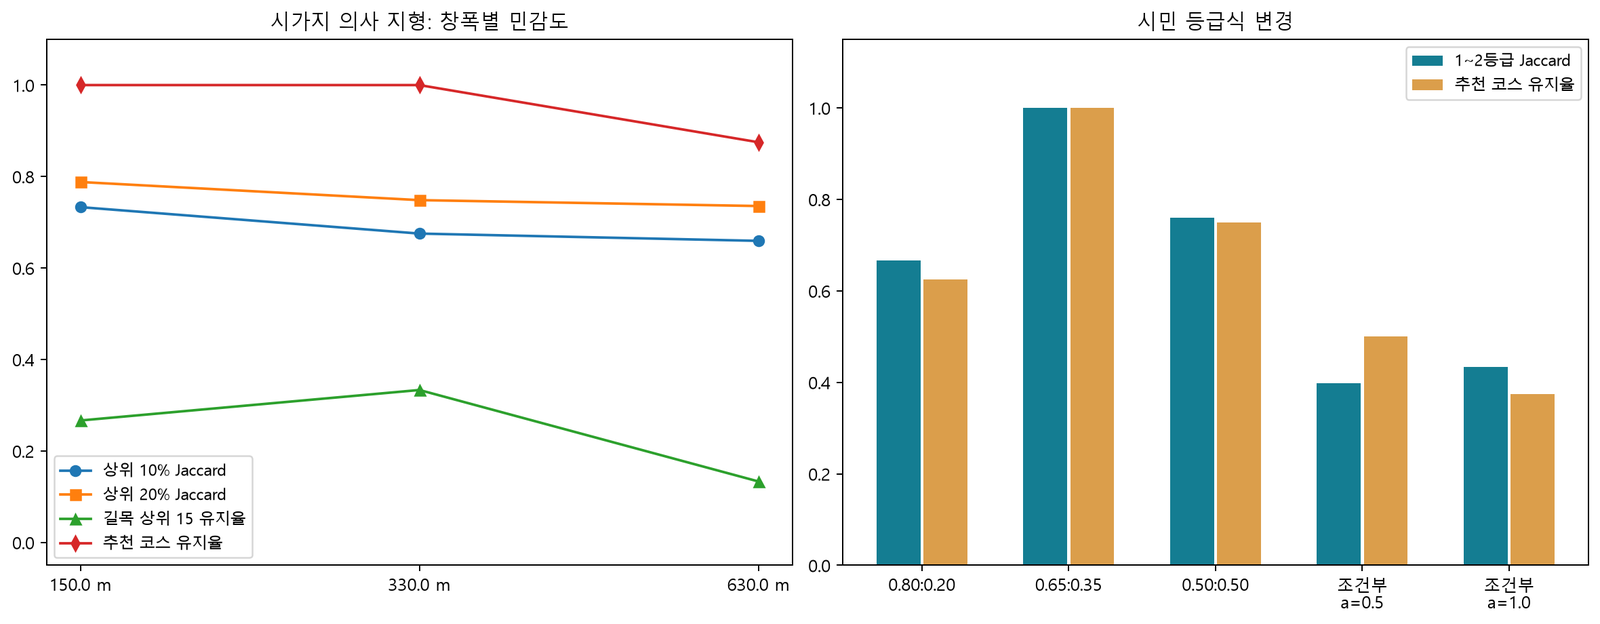 시가지 의사 지형: 창폭별 민감도
1.0
0.8
0.6
0.4
0.2
0.0
상위 10% Jaccard
상위 20% Jaccard
길목 상위 15 유지율
추천 코스 유지율
150.0 m
330.0 m
630.0 m
시민 등급식 변경
1~2등급 Jaccard
추천 코스 유지율
1.0
0.8
0.6
0.4
0.2
0.0
0.80:0.20
0.65:0.35
0.50:0.50
조건부
a=0.5
조건부
a=1.0